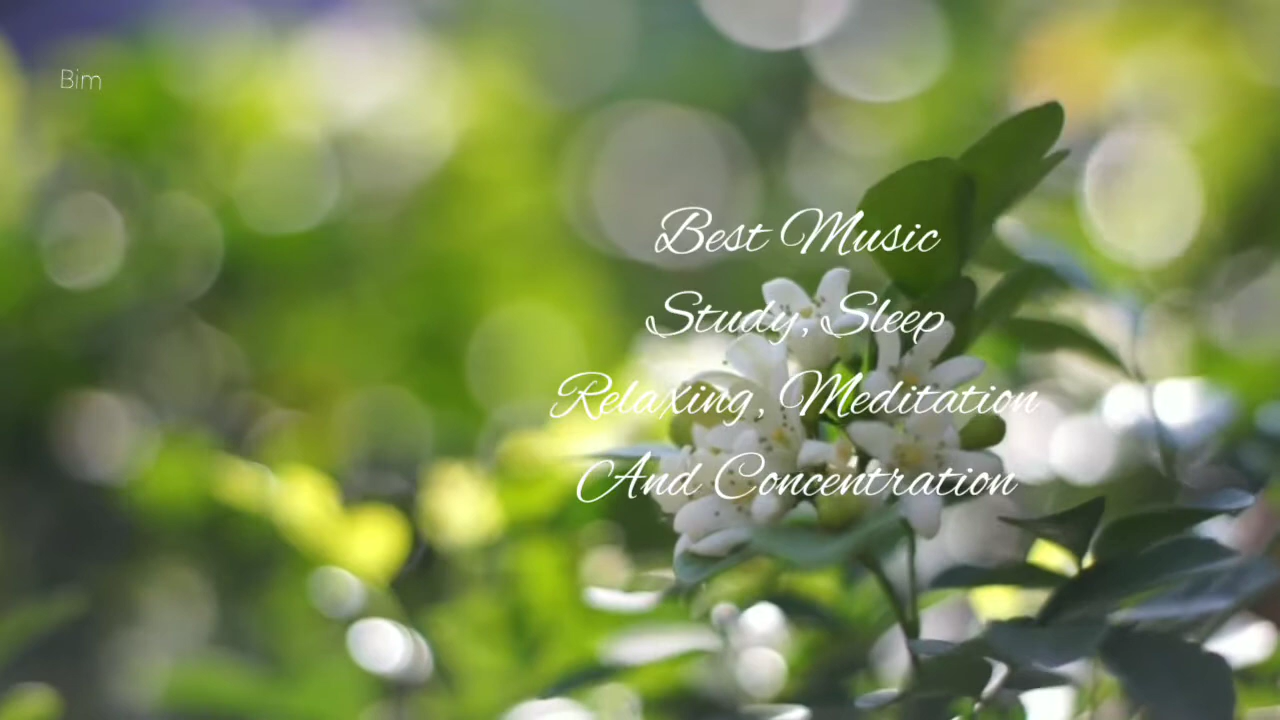 Bim
Best Music
Study, Sleep
Relaxing, Meditation
And Concentration